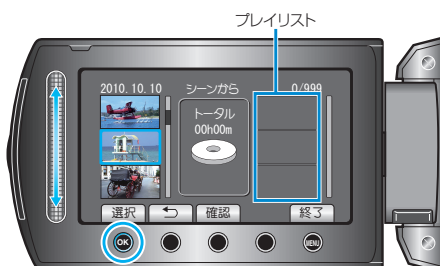 プレイリスト
2010.10.10 シーンから 0/999
トータル
00h00m
選択 確認 終了
OK MENU